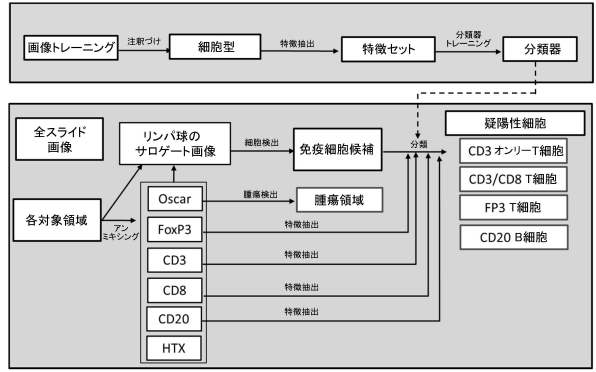 画像トレーニング
注釈づけ
細胞型
特徴抽出
特徴セット
分類器
トレーニング
分類器
全スライド
画像
リンパ球の
サロゲート画像
細胞検出
免疫細胞候補
分類
疑陽性細胞
CD3 オンリーT細胞
CD3/CD8 T細胞
FP3 T細胞
CD20 B細胞
各対象領域
アン
ミキシング
Oscar
腫瘍検出
腫瘍領域
FoxP3
特徴抽出
CD3
特徴抽出
CD8
特徴抽出
CD20
特徴抽出
HTX